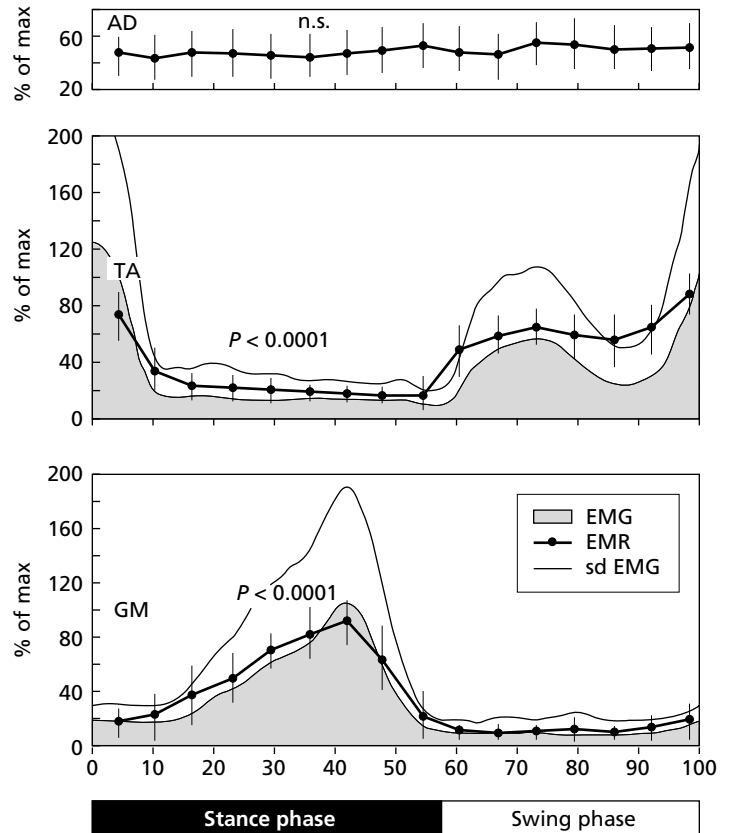 AD
n.s.
60
20
% of max
200
160
120
80
40
0
% of max
TA
P < 0.0001
200
160
120
80
40
0
% of max
GM
P < 0.0001
EMG
EMR
sd EMG
0 10 20 30 40 50 60 70 80 90 100
Stance phase Swing phase